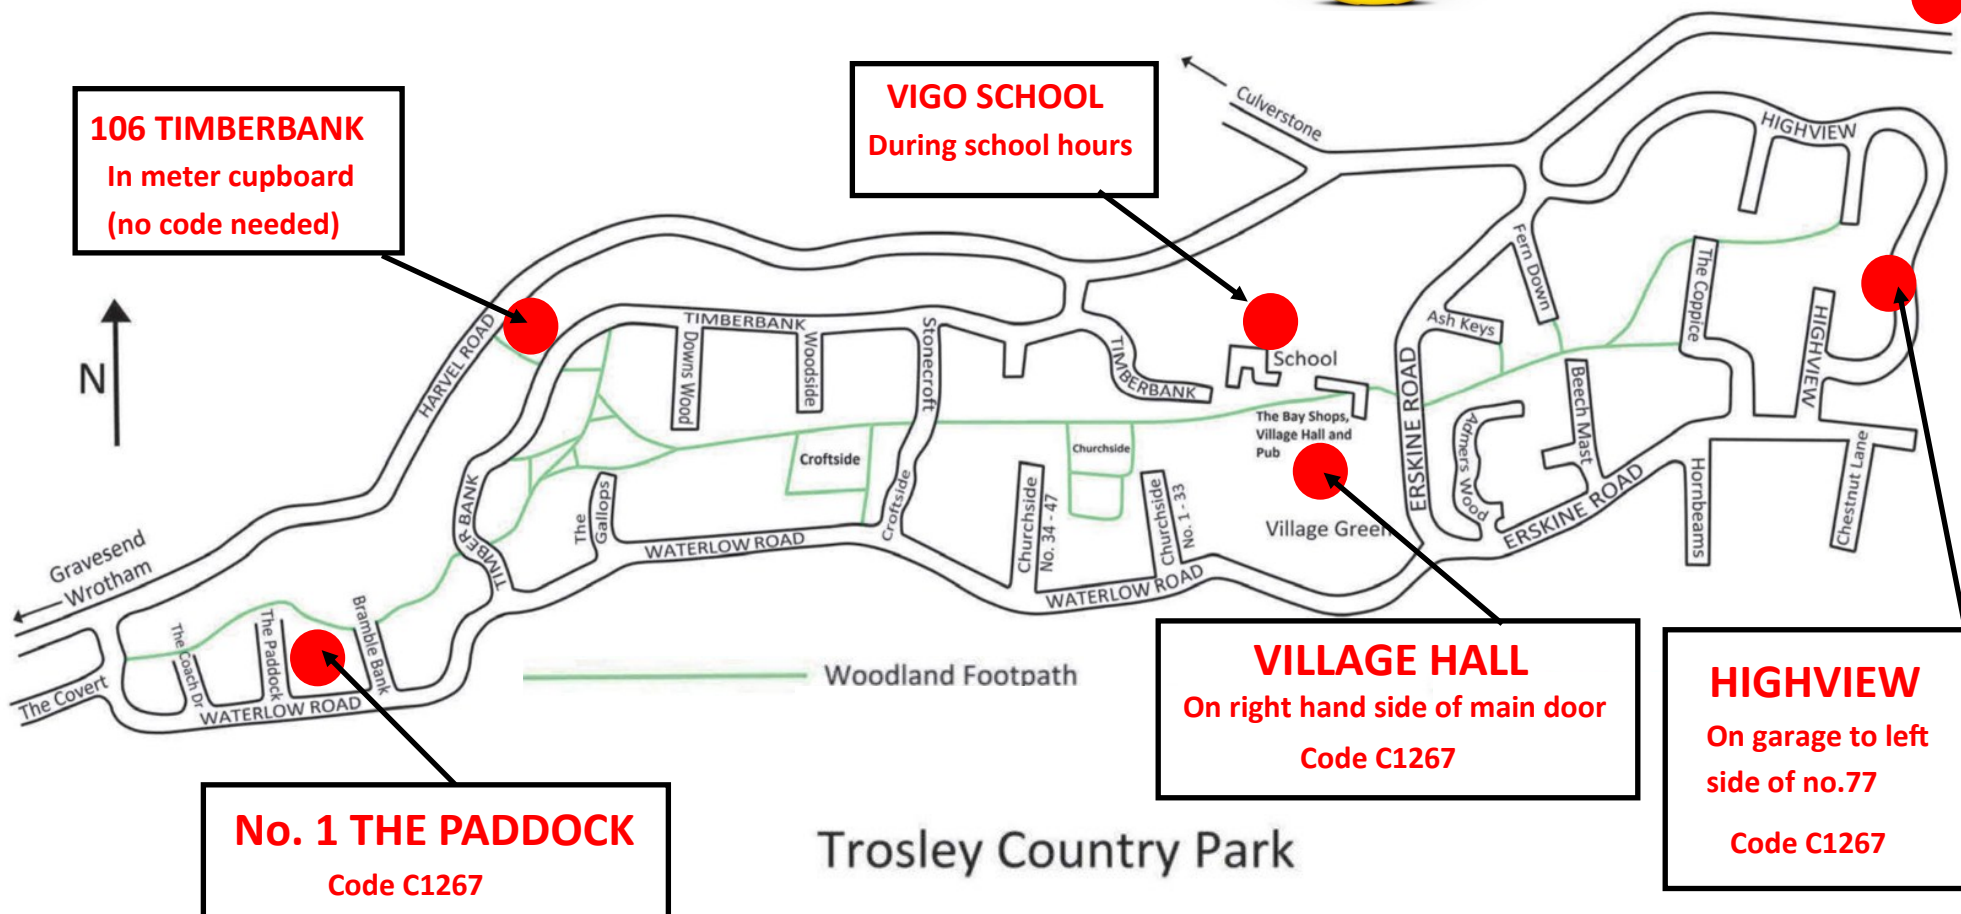 106 TIMBERBANK
In meter cupboard
(no code needed)
VIGO SCHOOL
During school hours
Culverstone
HIGHVIEW
N
HARVEL ROAD
TIMBERBANK
Downs Wood
Woodside
Stonecroft
TIMBERBANK
School
The Bay Shops,
Village Hall and
Pub
ERSKINE ROAD
Ash Keys
Fern Down
The Coppice
HIGHVIEW
Beech Mast
Admers Wood
ERSKINE ROAD
Hornbeams
Chestnut Lane
Croftside
Churchside
TIMBER BANK
The
Gallops
WATERLOW ROAD
Croftside
Churchside
No. 34 - 47
Churchside
No. 1 - 33
Village Green
WATERLOW ROAD
Gravesend
Wrotham
The Covert
The Coach Dr
The Paddock
Bramble Bank
WATERLOW ROAD
Woodland Footpath
VILLAGE HALL
On right hand side of main door
Code C1267
HIGHVIEW
On garage to left
side of no.77
Code C1267
No. 1 THE PADDOCK
Code C1267
Trosley Country Park